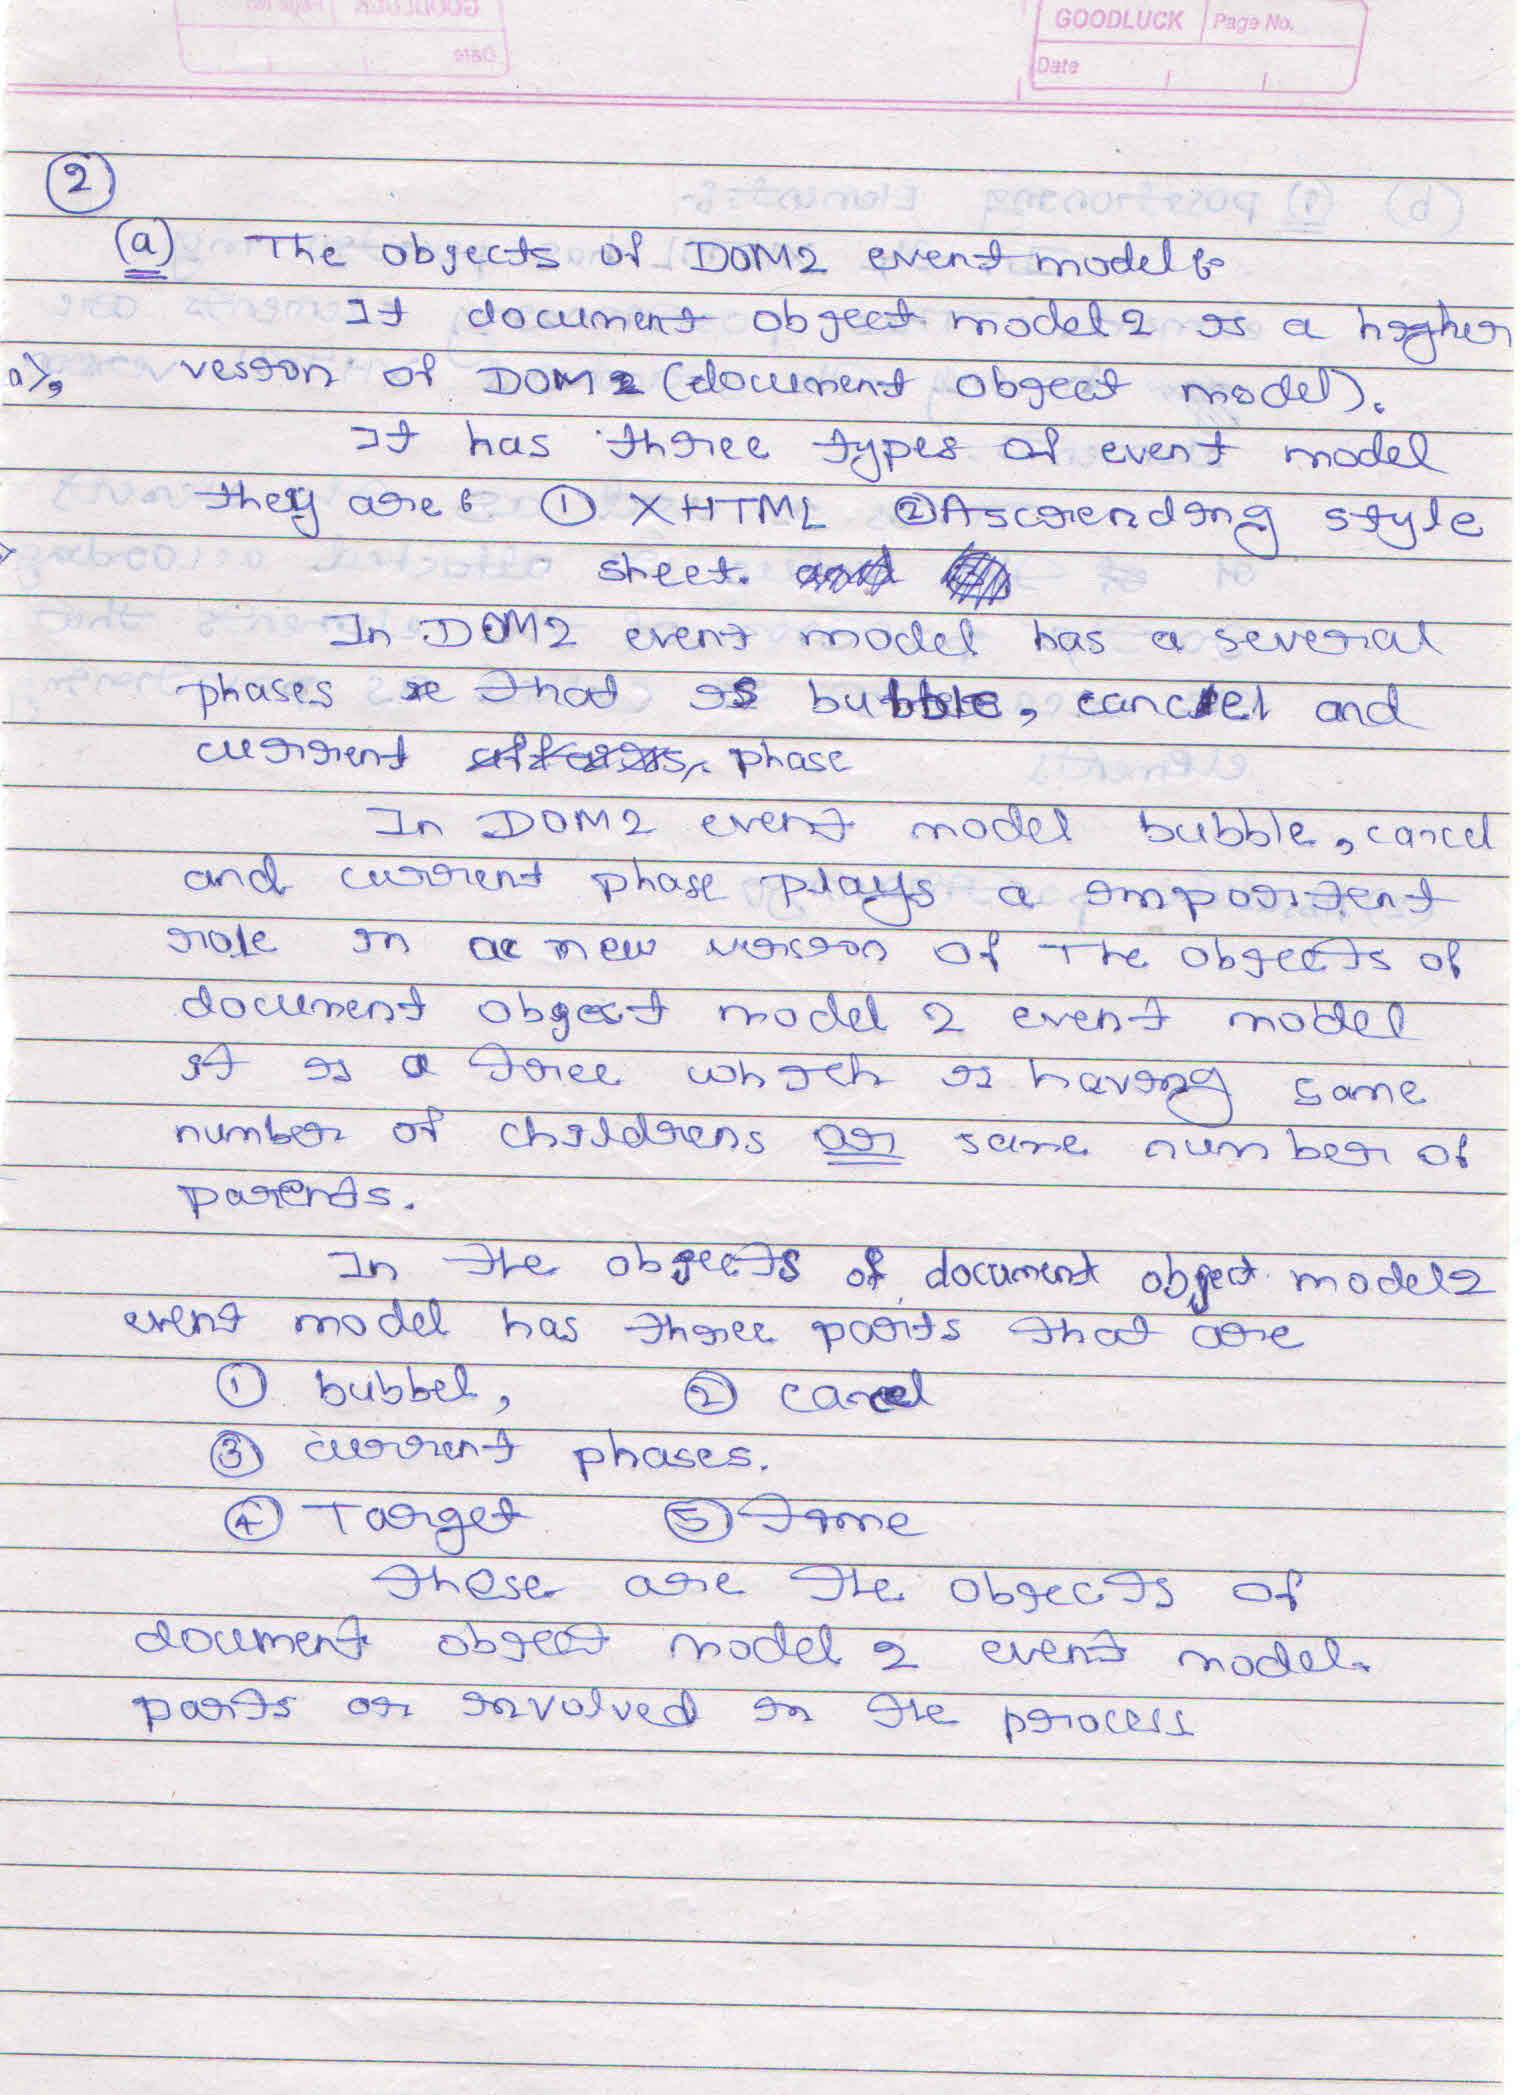 GOODLUCK Page No.
Date
2
(a) The objects of DOM2 event model :-
It document object model 2 is a higher
a), vesion of DOM2 (document object model).
It has three types of event model
they are : ① XHTML ② Ascrending style
sheet.
In DOM2 event model has a several
phases that is bubble, cancel and
current phase
In DOM2 event model bubble, cancel
and current phase plays a importent
role in new version of The objects of
document object model 2 event model
it is a tree which is having same
number of childrens or same number of
parents.
In the objects of document object model 2
event model has three parts that are
① bubbel, ② cancel
③ current phases.
④ Target ⑤ time
these are the objects of
document object model 2 event model.
parts or involved in the process